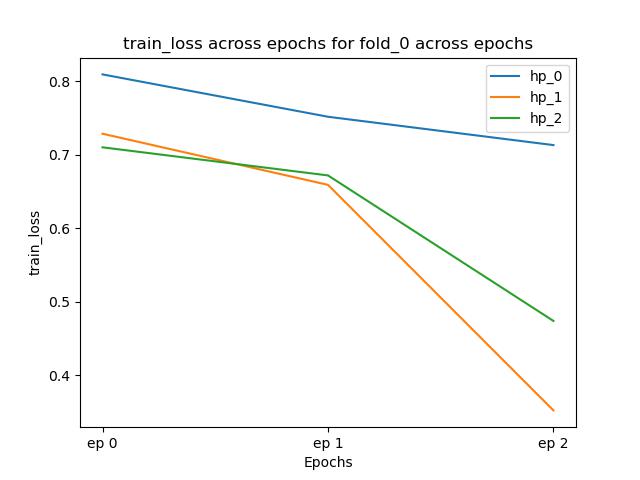 train_loss across epochs for fold_0 across epochs
hp_0
hp_1
hp_2
train_loss
0.8
0.7
0.6
0.5
0.4
ep 0
ep 1
ep 2
Epochs